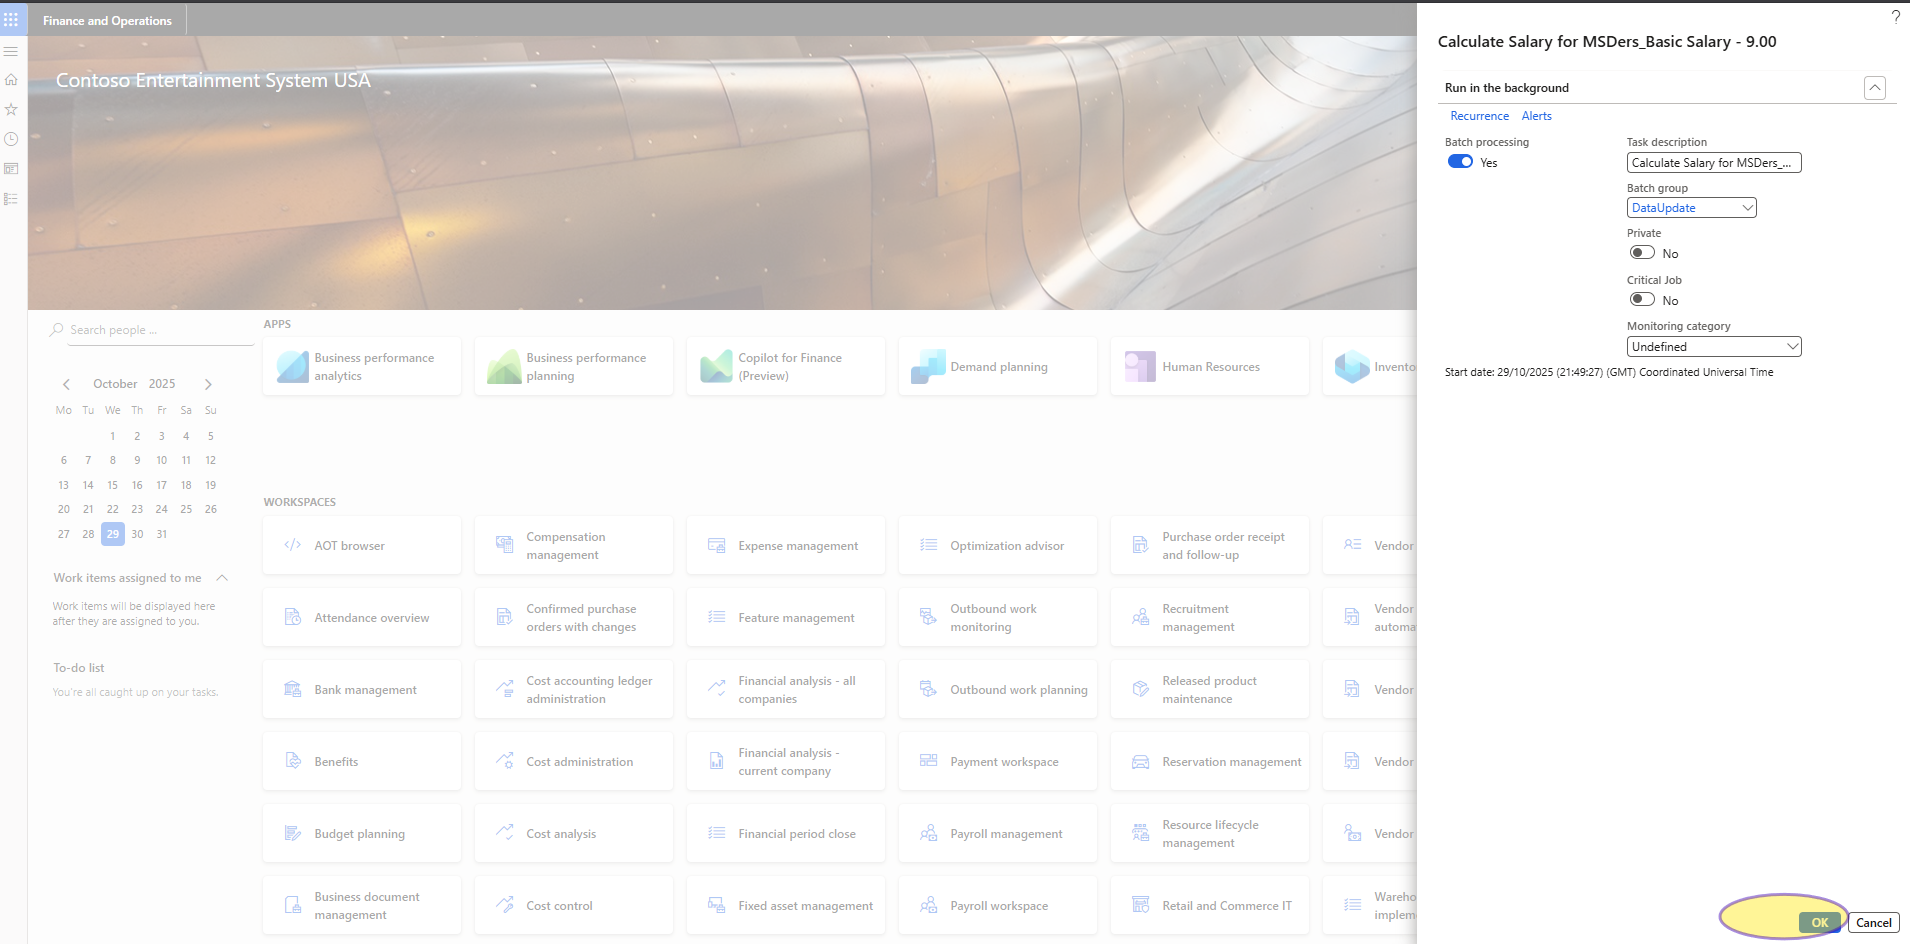 Finance and Operations
?
Contoso Entertainment System USA
Search people ...
October 2025
Mo Tu We Th Fr Sa Su
1 2 3 4 5
6 7 8 9 10 11 12
13 14 15 16 17 18 19
20 21 22 23 24 25 26
27 28 29 30 31
Work items assigned to me
Work items will be displayed here
after they are assigned to you.
To-do list
You're all caught up on your tasks.
APPS
Business performance
analytics
Business performance
planning
Copilot for Finance
(Preview)
Demand planning
Human Resources
Invento
WORKSPACES
AOT browser
Compensation
management
Expense management
Optimization advisor
Purchase order receipt
and follow-up
Vendor
Attendance overview
Confirmed purchase
orders with changes
Feature management
Outbound work
monitoring
Recruitment
management
Vendor
automa
Bank management
Cost accounting ledger
administration
Financial analysis - all
companies
Outbound work planning
Released product
maintenance
Vendor
Benefits
Cost administration
Financial analysis -
current company
Payment workspace
Reservation management
Vendor
Budget planning
Cost analysis
Financial period close
Payroll management
Resource lifecycle
management
Vendor
Business document
management
Cost control
Fixed asset management
Payroll workspace
Retail and Commerce IT
Wareho
implem
Calculate Salary for MSDers_Basic Salary - 9.00
Run in the background
Recurrence Alerts
Batch processing
Yes
Task description
Calculate Salary for MSDers_...
Batch group
DataUpdate
Private
No
Critical Job
No
Monitoring category
Undefined
Start date: 29/10/2025 (21:49:27) (GMT) Coordinated Universal Time
OK Cancel